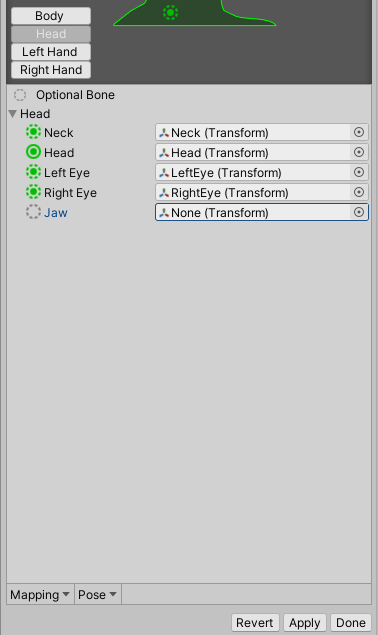 Body
Head
Left Hand
Right Hand
Optional Bone
Head
Neck Neck (Transform)
Head Head (Transform)
Left Eye LeftEye (Transform)
Right Eye RightEye (Transform)
Jaw None (Transform)
Mapping Pose
Revert Apply Done